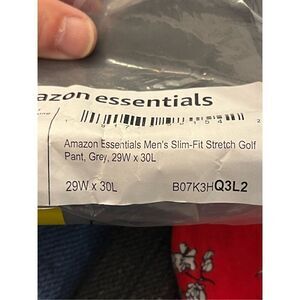 azon essentials
Amazon Essentials Men's Slim-Fit Stretch Golf
Pant, Grey, 29W x 30L
29W x 30L B07K3HQ3L2